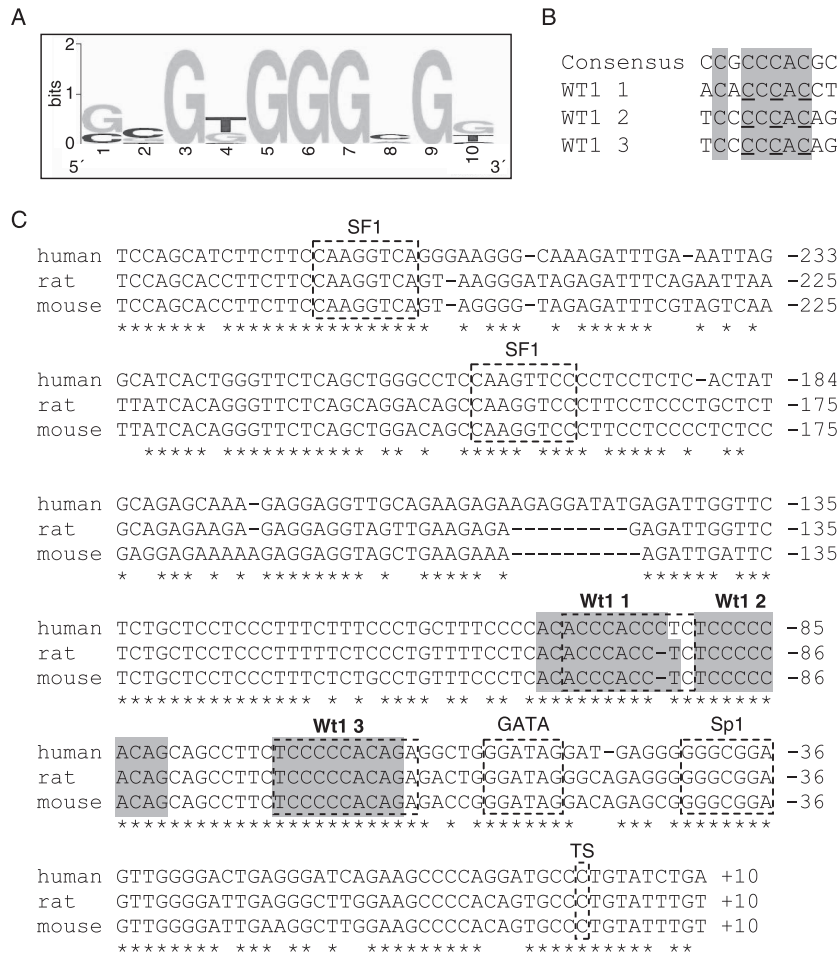 A
2
bits
1
0
1 2 3 4 5 6 7 8 9 10
5´ 3´
B
Consensus CCGCCCACGC
WT1 1 ACACCCACCT
WT1 2 TCCCCCACAG
WT1 3 TCCCCCACAG
C
SF1
human TCCAGCATCTTCTTCCAAGGTCAGGGAAGGG-CAAAGATTTGA-AATTAG -233
rat TCCAGCACCTTCTTCCAAGGTCAGT-AAGGGATAGAGATTTCAGAATTAA -225
mouse TCCAGCACCTTCTTCCAAGGTCAGT-AGGGG-TAGAGATTTCGTAGTCAA -225
******* **************** * *** * ****** * * *
SF1
human GCATCACTGGGTTCTCAGCTGGGCCTCCAAGTTCCCCTCCTCTC-ACTAT -184
rat TTATCACAGGGTTCTCAGCAGGACAGCCAAGGTCCCTTCCTCCCTGCTCT -175
mouse TTATCACAGGGTTCTCAGCTGGACAGCCAAGGTCCCTTCCTCCCCTCTCC -175
***** *********** ** * ***** *** ***** * **
human GCAGAGCAAA-GAGGAGGTTGCAGAAGAGAAGAGGATATGAGATTGGTTC -135
rat GCAGAGAAGA-GAGGAGGTAGTTGAAGAGA---------GAGATTGGTTC -135
mouse GAGGAGAAAAAGAGGAGGTAGCTGAAGAAA----------AGATTGATTC -135
* *** * * ******** * ***** * ****** ***
Wt1 1 Wt1 2
human TCTGCTCCTCCCTTTCTTTCCCTGCTTTCCCCACACCCACCCTCTCCCCC -85
rat TCTGCTCCTCCCTTTTTCTCCCTGTTTTCCTCACACCCACC-TCTCCCCC -86
mouse TCTGCTCCTCCCTTTCTCTGCCTGTTTCCCTCACACCCACC-TCTCCCCC -86
*************** * * **** ** ** ********** ********
Wt1 3 GATA Sp1
human ACAGCAGCCTTCTCCCCCACAGAGGCTGGGATAGGAT-GAGGGGGGCGGA -36
rat ACAGCAGCCTTCTCCCCCACAGAGACTGGGATAGGGCAGAGGGGGGCGGA -36
mouse ACAGCAGCCTTCTCCCCCACAGAGACCGGGATAGGACAGAGCGGGGCGGA -36
************************ * ******** *** ********
TS
human GTTGGGGACTGAGGGATCAGAAGCCCCAGGATGCCCTGTATCTGA +10
rat GTTGGGGATTGAGGGCTTGGAAGCCCCACAGTGCCCTGTATTTGT +10
mouse GTTGGGGATTGAAGGCTTGGAAGCCCCACAGTGCCCTGTATTTGT +10
******** *** ** * ********* ********** **